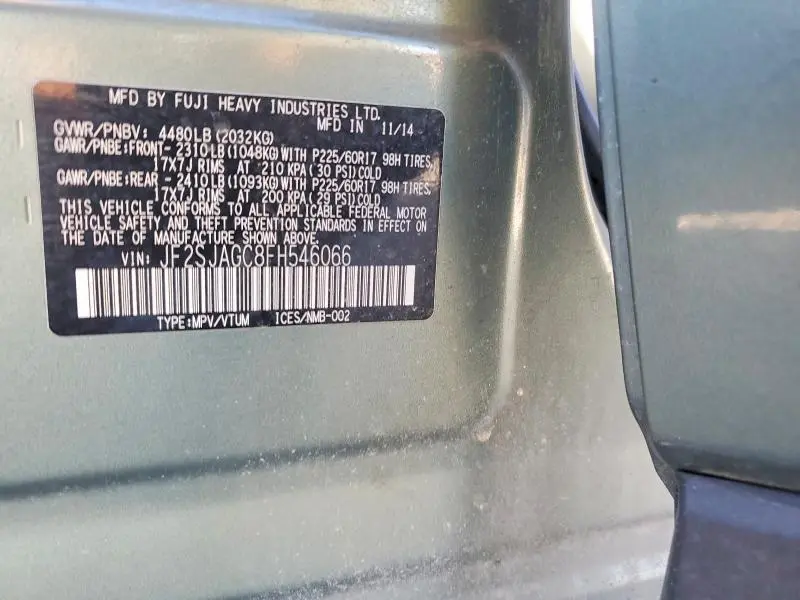 MFD BY FUJI HEAVY INDUSTRIES LTD.
MFD IN 11/14
GVWR/PNBV: 4480LB(2032KG)
GAWR/PNBE:FRONT- 2310LB(1048KG)WITH P225/60R17 98H TIRES,
17X7J RIMS AT 210 KPA(30 PSI)COLD
GAWR/PNBE:REAR - 2410LB(1093KG)WITH P225/60R17 98H TIRES,
17X7J RIMS AT 200 KPA(29 PSI)COLD
THIS VEHICLE CONFORMS TO ALL APPLICABLE FEDERAL MOTOR
VEHICLE SAFETY AND THEFT PREVENTION STANDARDS IN EFFECT ON
THE DATE OF MANUFACTURE SHOWN ABOVE.
VIN: JF2SJAGC8FH546066
TYPE:MPV/VTUM ICES/NMB-002